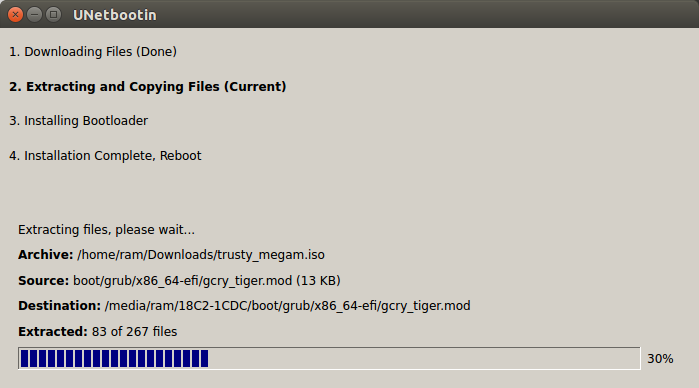 UNetbootin
1. Downloading Files (Done)
2. Extracting and Copying Files (Current)
3. Installing Bootloader
4. Installation Complete, Reboot
Extracting files, please wait...
Archive: /home/ram/Downloads/trusty_megam.iso
Source: boot/grub/x86_64-efi/gcry_tiger.mod (13 KB)
Destination: /media/ram/18C2-1CDC/boot/grub/x86_64-efi/gcry_tiger.mod
Extracted: 83 of 267 files
30%